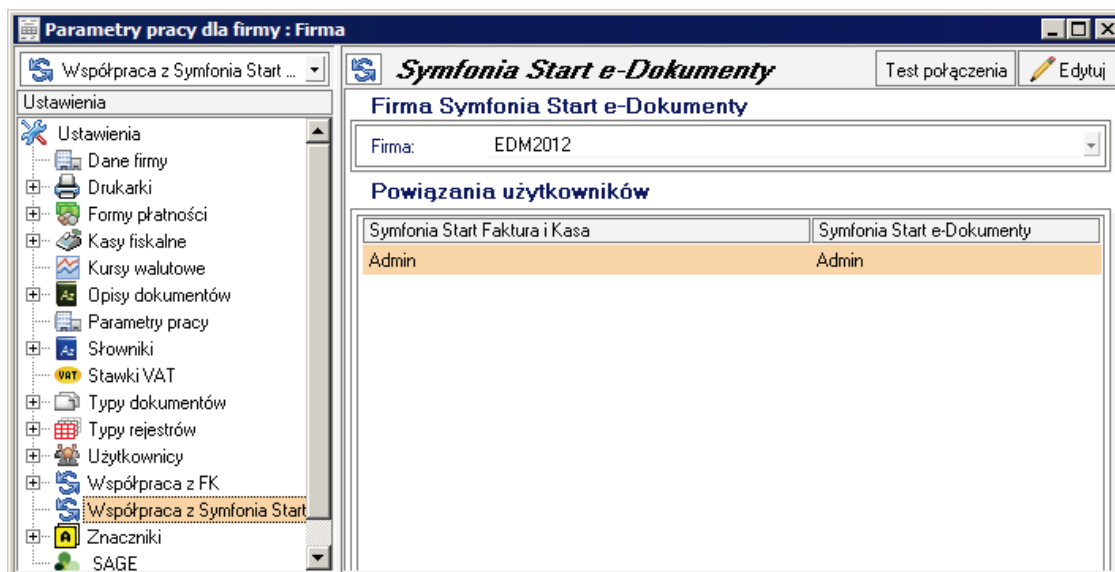 Parametry pracy dla firmy : Firma
Współpraca z Symfonia Start ...
Ustawienia
Ustawienia
Dane firmy
Drukarki
Formy płatności
Kasy fiskalne
Kursy walutowe
Opisy dokumentów
Parametry pracy
Słowniki
VAT Stawki VAT
Typy dokumentów
Typy rejestrów
Użytkownicy
Współpraca z FK
Współpraca z Symfonia Start
A Znaczniki
SAGE
Symfonia Start e-Dokumenty
Test połączenia
Edytuj
Firma Symfonia Start e-Dokumenty
Firma: EDM2012
Powiązania użytkowników
Symfonia Start Faktura i Kasa Symfonia Start e-Dokumenty
Admin Admin